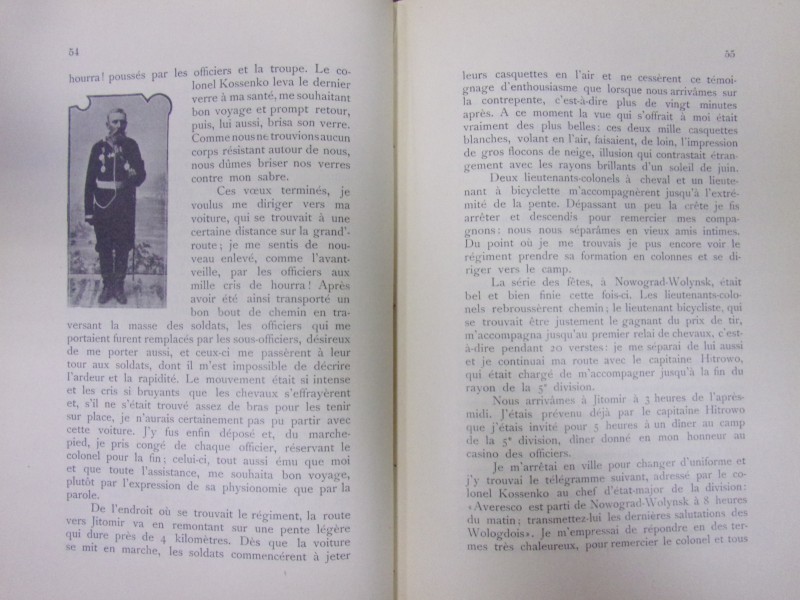 54
hourra! poussés par les officiers et la troupe. Le co-
lonel Kossenko leva le dernier
verre à ma santé, me souhaitant
bon voyage et prompt retour,
puis, lui aussi, brisa son verre.
Comme nous ne trouvions aucun
corps résistant autour de nous,
nous dûmes briser nos verres
contre mon sabre.
Ces vœux terminés, je
voulus me diriger vers ma
voiture, qui se trouvait à une
certaine distance sur la grand'-
route; je me sentis de nou-
veau enlevé, comme l'avant-
veille, par les officiers aux
mille cris de hourra! Après
avoir été ainsi transporté un
bon bout de chemin en tra-
versant la masse des soldats, les officiers qui me
portaient furent remplacés par les sous-officiers, désireux
de me porter aussi, et ceux-ci me passèrent à leur
tour aux soldats, dont il m'est impossible de décrire
l'ardeur et la rapidité. Le mouvement était si intense
et les cris si bruyants que les chevaux s'effrayèrent
et, s'il ne s'était trouvé assez de bras pour les tenir
sur place, je n'aurais certainement pas pu partir avec
cette voiture. J'y fus enfin déposé et, du marche-
pied, je pris congé de chaque officier, réservant le
colonel pour la fin; celui-ci, tout aussi ému que moi
et que toute l'assistance, me souhaita bon voyage,
plutôt par l'expression de sa physionomie que par la
parole.
De l'endroit où se trouvait le régiment, la route
vers Jitomir va en remontant sur une pente légère
qui dure près de 4 kilomètres. Dès que la voiture
se mit en marche, les soldats commencèrent à jeter
55
leurs casquettes en l'air et ne cessèrent ce témoi-
gnage d'enthousiasme que lorsque nous arrivâmes sur
la contrepente, c'est-à-dire plus de vingt minutes
après. A ce moment la vue qui s'offrait à moi était
vraiment des plus belles: ces deux mille casquettes
blanches, volant en l'air, faisaient, de loin, l'impression
de gros flocons de neige, illusion qui contrastait étran-
gement avec les rayons brillants d'un soleil de juin.
Deux lieutenants-colonels à cheval et un lieute-
nant à bicyclette m'accompagnèrent jusqu'à l'extré-
mité de la pente. Dépassant un peu la crête je fis
arrêter et descendis pour remercier mes compa-
gnons: nous nous séparâmes en vieux amis intimes.
Du point où je me trouvais je pus encore voir le
régiment prendre sa formation en colonnes et se di-
riger vers le camp.
La série des fêtes, à Nowograd-Wolynsk, était
bel et bien finie cette fois-ci. Les lieutenants-colo-
nels rebroussèrent chemin; le lieutenant bicycliste, qui
se trouvait être justement le gagnant du prix de tir,
m'accompagna jusqu'au premier relai de chevaux, c'est-
à-dire pendant 20 verstes: je me séparai de lui aussi
et je continuai ma route avec le capitaine Hitrowo,
qui était chargé de m'accompagner jusqu'à la fin du
rayon de la 5e division.
Nous arrivâmes à Jitomir à 3 heures de l'après-
midi. J'étais prévenu déjà par le capitaine Hitrowo
que j'étais invité pour 5 heures à un dîner au camp
de la 5e division, dîner donné en mon honneur au
casino des officiers.
Je m'arrêtai en ville pour changer d'uniforme et
j'y trouvai le télégramme suivant, adressé par le co-
lonel Kossenko au chef d'état-major de la division:
«Averesco est parti de Nowograd-Wolynsk à 8 heures
du matin; transmettez-lui les dernières salutations des
Wologdois». Je m'empressai de répondre en des ter-
mes très chaleureux, pour remercier le colonel et tous